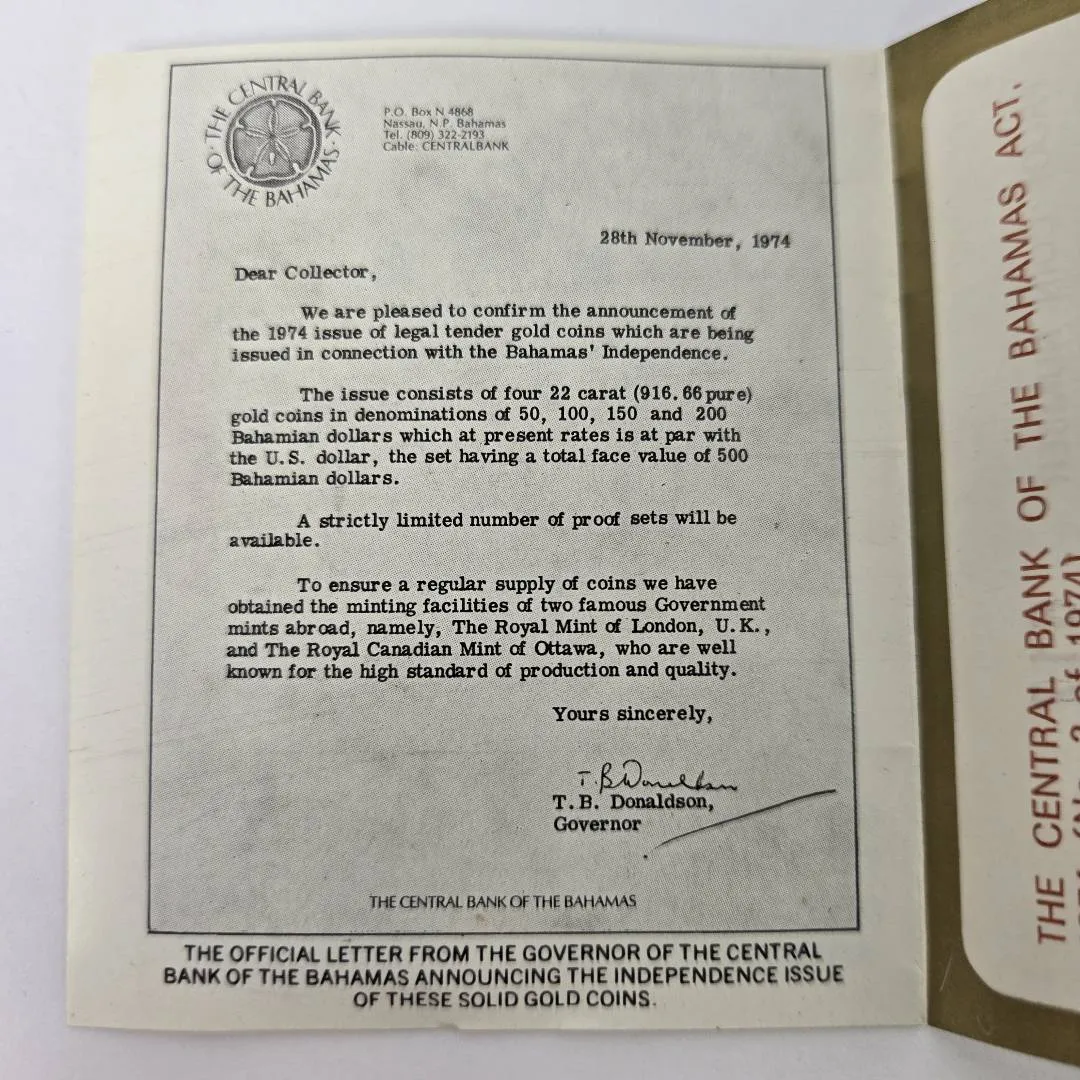 THE CENTRAL BANK
OF THE BAHAMAS
P.O. Box N 4868
Nassau, N.P. Bahamas
Tel. (809) 322-2193
Cable: CENTRALBANK
28th November, 1974
Dear Collector,
We are pleased to confirm the announcement of
the 1974 issue of legal tender gold coins which are being
issued in connection with the Bahamas' Independence.
The issue consists of four 22 carat (916.66 pure)
gold coins in denominations of 50, 100, 150 and 200
Bahamian dollars which at present rates is at par with
the U.S. dollar, the set having a total face value of 500
Bahamian dollars.
A strictly limited number of proof sets will be
available.
To ensure a regular supply of coins we have
obtained the minting facilities of two famous Government
mints abroad, namely, The Royal Mint of London, U.K.,
and The Royal Canadian Mint of Ottawa, who are well
known for the high standard of production and quality.
Yours sincerely,
T.B Donaldson
T.B. Donaldson,
Governor
THE CENTRAL BANK OF THE BAHAMAS
THE OFFICIAL LETTER FROM THE GOVERNOR OF THE CENTRAL
BANK OF THE BAHAMAS ANNOUNCING THE INDEPENDENCE ISSUE
OF THESE SOLID GOLD COINS.
THE CENTRAL BANK OF THE BAHAMAS ACT.
of 1974)